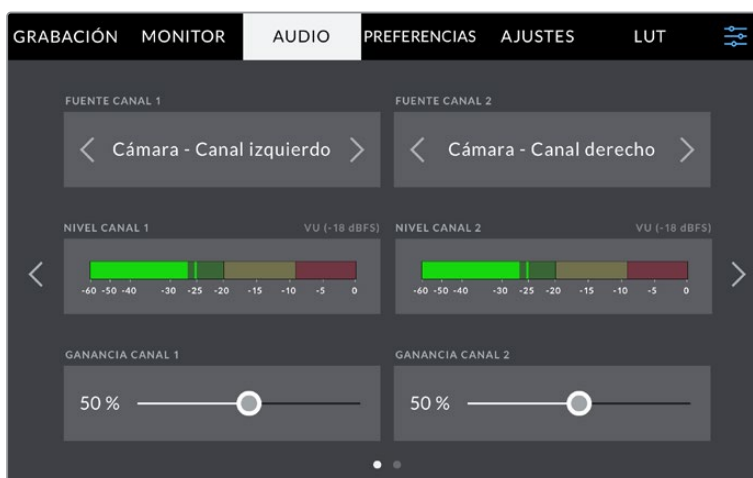 GRABACIÓN MONITOR AUDIO PREFERENCIAS AJUSTES LUT
FUENTE CANAL 1 FUENTE CANAL 2
Cámara - Canal izquierdo Cámara - Canal derecho
NIVEL CANAL 1 VU (-18 dBFS) NIVEL CANAL 2 VU (-18 dBFS)
-60 -50 -40 -30 -25 -20 -15 -10 -5 0 -60 -50 -40 -30 -25 -20 -15 -10 -5 0
GANANCIA CANAL 1 GANANCIA CANAL 2
50 % 50 %